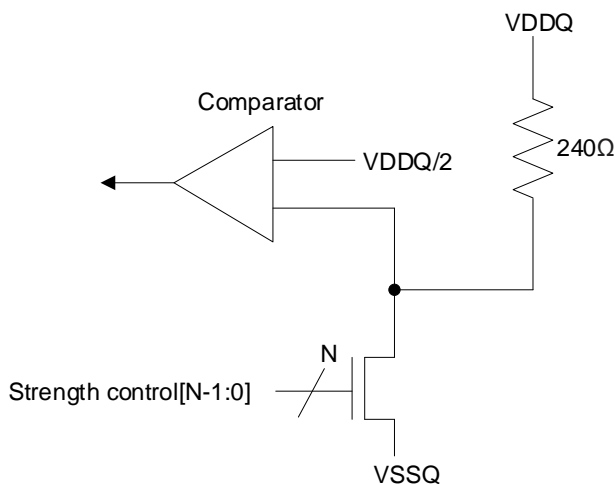 VDDQ
Comparator
240Ω
VDDQ/2
N
Strength control[N-1:0]
VSSQ